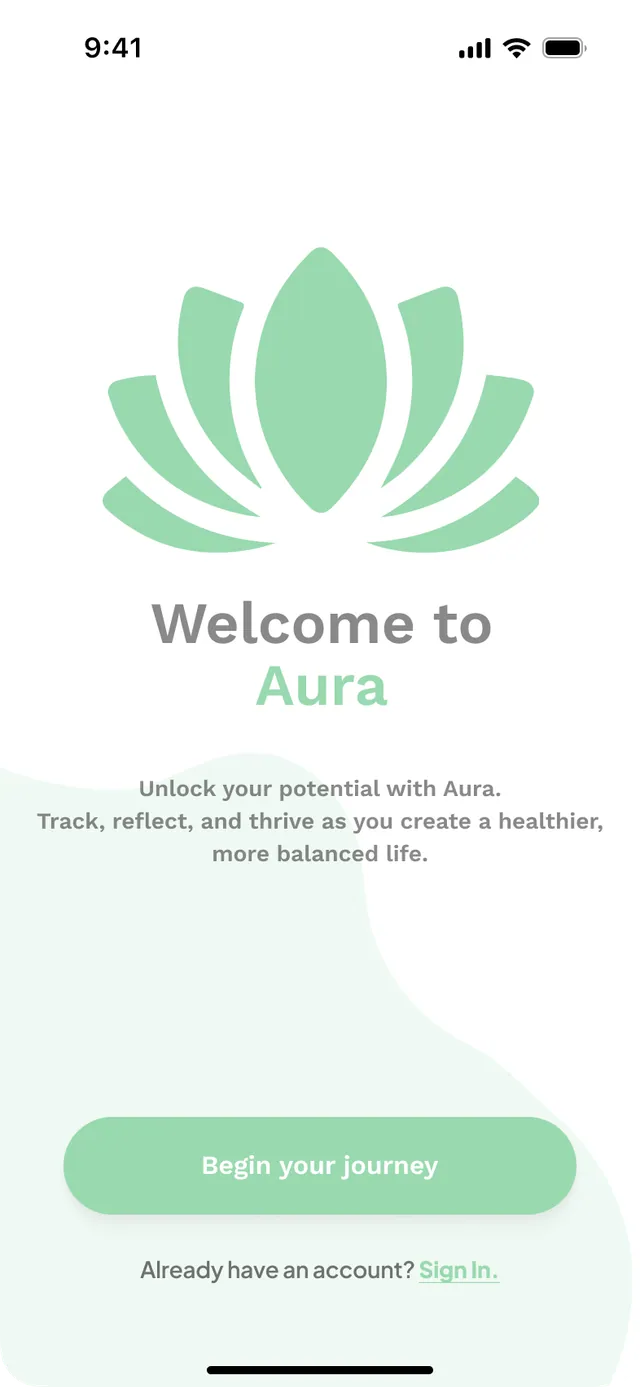 9:41
Welcome to
Aura
Unlock your potential with Aura.
Track, reflect, and thrive as you create a healthier,
more balanced life.
Begin your journey
Already have an account? Sign In.